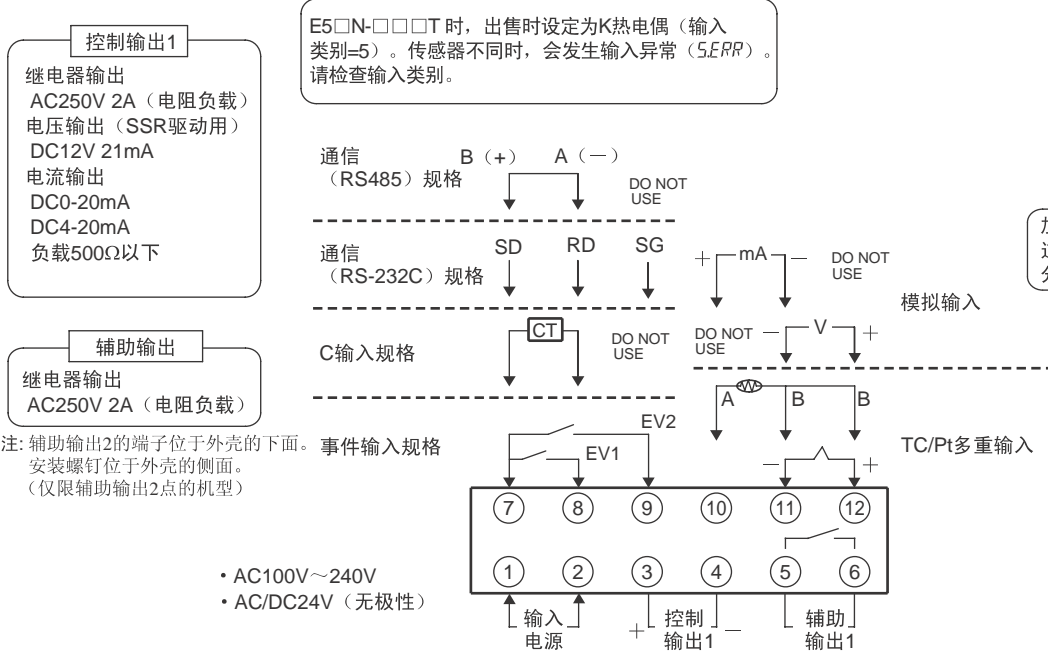 E5□N-□□□T 时，出售时设定为K热电偶（输入
类别=5）。传感器不同时，会发生输入异常（S.ERR）。
请检查输入类别。
控制输出1
继电器输出
AC250V 2A（电阻负载）
电压输出（SSR驱动用）
DC12V 21mA
电流输出
DC0-20mA
DC4-20mA
负载500Ω以下
辅助输出
继电器输出
AC250V 2A（电阻负载）
注: 辅助输出2的端子位于外壳的下面。
安装螺钉位于外壳的侧面。
（仅限辅助输出2点的机型）
通信
（RS485）规格
B（+） A（－）
DO NOT
USE
通信
（RS-232C）规格
SD RD SG
+ mA －
DO NOT
USE
模拟输入
C输入规格
CT
DO NOT
USE
DO NOT
USE
－ V +
A B B
TC/Pt多重输入
－ +
事件输入规格
EV2
EV1
7 8 9 10 11 12
1 2 3 4 5 6
・AC100V～240V
・AC/DC24V（无极性）
输入
电源
+ 控制
输出1 －
辅助
输出1